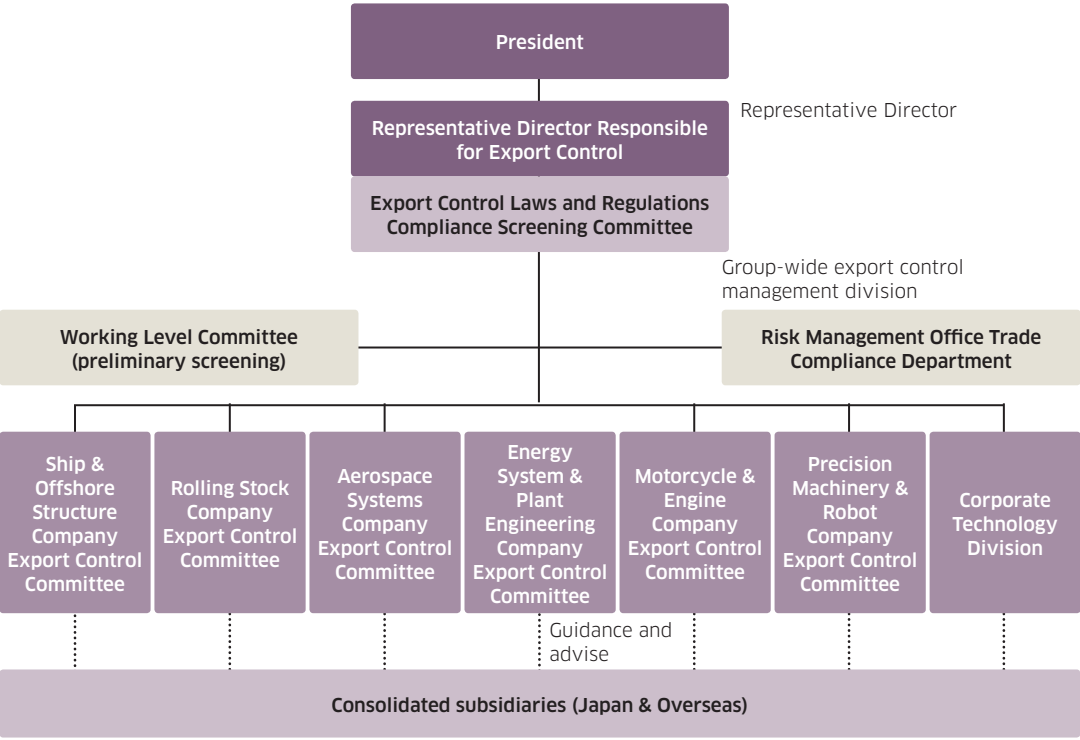 President
Representative Director Responsible
for Export Control
Representative Director
Export Control Laws and Regulations
Compliance Screening Committee
Group-wide export control
management division
Working Level Committee
(preliminary screening)
Risk Management Office Trade
Compliance Department
Ship &
Offshore
Structure
Company
Export Control
Committee
Rolling Stock
Company
Export Control
Committee
Aerospace
Systems
Company
Export Control
Committee
Energy
System &
Plant
Engineering
Company
Export Control
Committee
Motorcycle &
Engine
Company
Export Control
Committee
Precision
Machinery &
Robot
Company
Export Control
Committee
Corporate
Technology
Division
Guidance and
advise
Consolidated subsidiaries (Japan & Overseas)